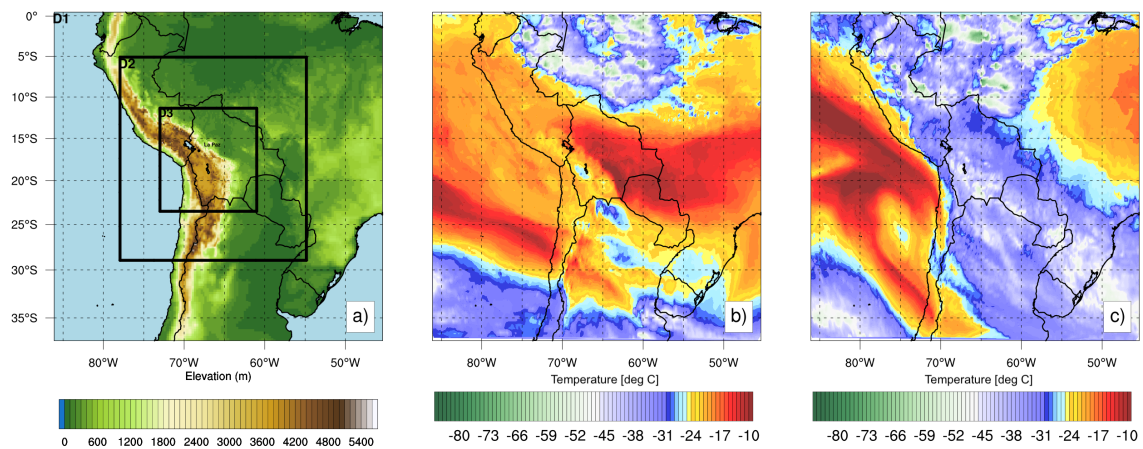 0°
5°S
10°S
15°S
20°S
25°S
30°S
35°S
D1
D2
D3
La Paz
a)
80°W 70°W 60°W 50°W
Elevation (m)
0 600 1200 3000 4200 4800 5400
b)
80°W 70°W 60°W 50°W
Temperature [deg C]
-80 -73 -66 -59 -52 -45 -38 -31 -24 -17 -10
c)
80°W 70°W 60°W 50°W
Temperature [deg C]
-80 -73 -66 -59 -52 -45 -38 -31 -24 -17 -10